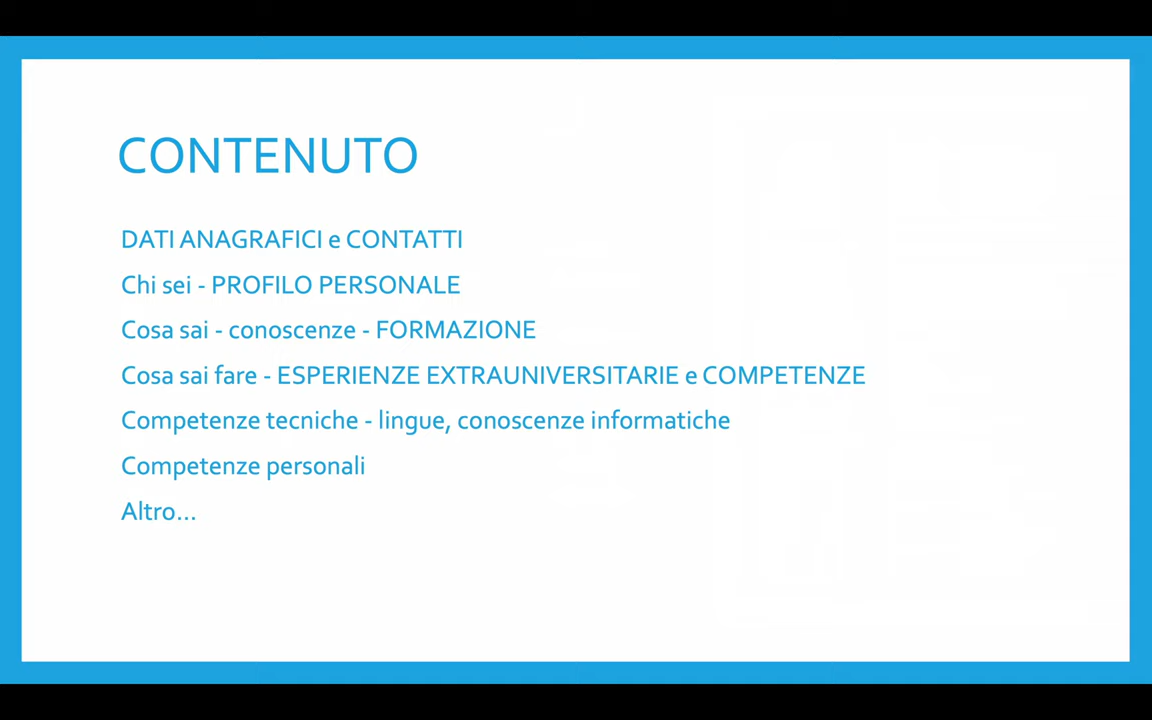 CONTENUTO
DATI ANAGRAFICI e CONTATTI
Chi sei - PROFILO PERSONALE
Cosa sai - conoscenze - FORMAZIONE
Cosa sai fare - ESPERIENZE EXTRAUNIVERSITARIE e COMPETENZE
Competenze tecniche - lingue, conoscenze informatiche
Competenze personali
Altro...